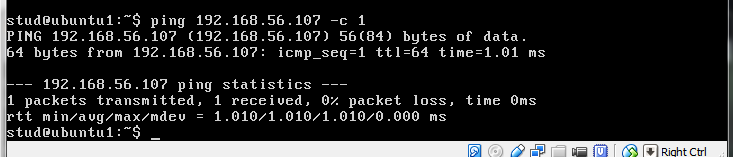 stud@ubuntu1:~$ ping 192.168.56.107 -c 1
PING 192.168.56.107 (192.168.56.107) 56(84) bytes of data.
64 bytes from 192.168.56.107: icmp_seq=1 ttl=64 time=1.01 ms
--- 192.168.56.107 ping statistics ---
1 packets transmitted, 1 received, 0% packet loss, time 0ms
rtt min/avg/max/mdev = 1.010/1.010/1.010/0.000 ms
stud@ubuntu1:~$ _
Right Ctrl